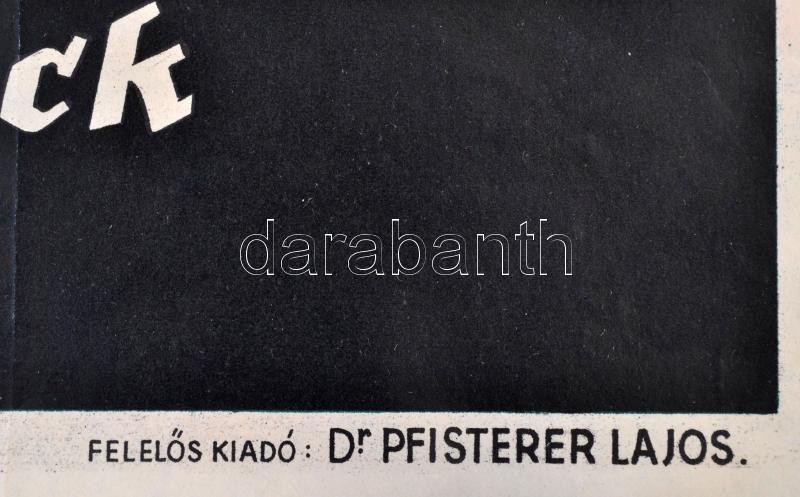 ck
darabanth
FELELŐS KIADÓ: Dr PFISTERER LAJOS.